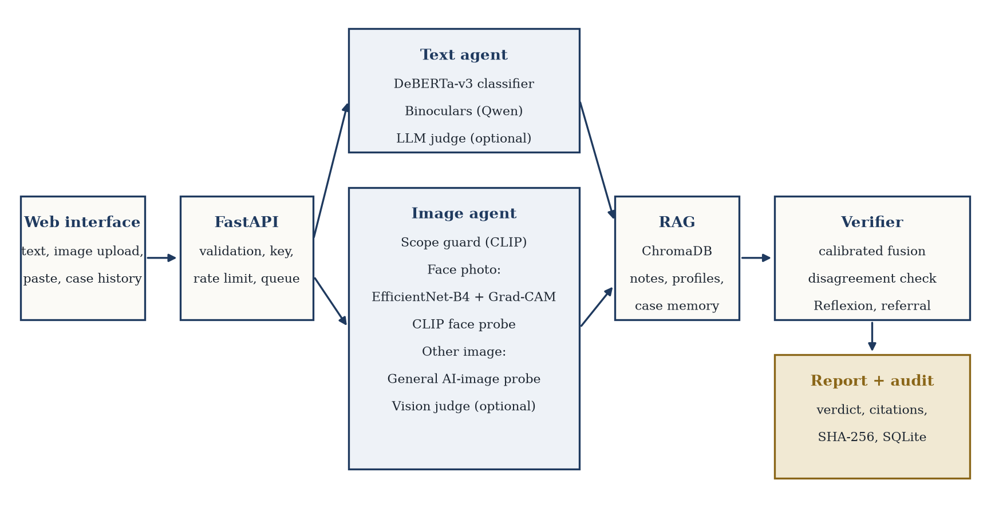 Web interface
text, image upload,
paste, case history
FastAPI
validation, key,
rate limit, queue
Text agent
DeBERTa-v3 classifier
Binoculars (Qwen)
LLM judge (optional)
Image agent
Scope guard (CLIP)
Face photo:
EfficientNet-B4 + Grad-CAM
CLIP face probe
Other image:
General AI-image probe
Vision judge (optional)
RAG
ChromaDB
notes, profiles,
case memory
Verifier
calibrated fusion
disagreement check
Reflexion, referral
Report + audit
verdict, citations,
SHA-256, SQLite